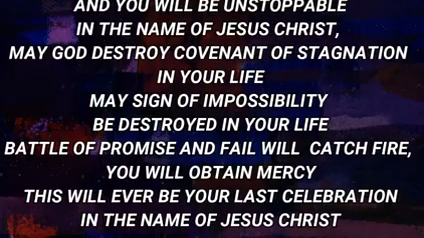 AND YOU WILL BE UNSTOPPABLE
IN THE NAME OF JESUS CHRIST,
MAY GOD DESTROY COVENANT OF STAGNATION
IN YOUR LIFE
MAY SIGN OF IMPOSSIBILITY
BE DESTROYED IN YOUR LIFE
BATTLE OF PROMISE AND FAIL WILL CATCH FIRE,
YOU WILL OBTAIN MERCY
THIS WILL EVER BE YOUR LAST CELEBRATION
IN THE NAME OF JESUS CHRIST